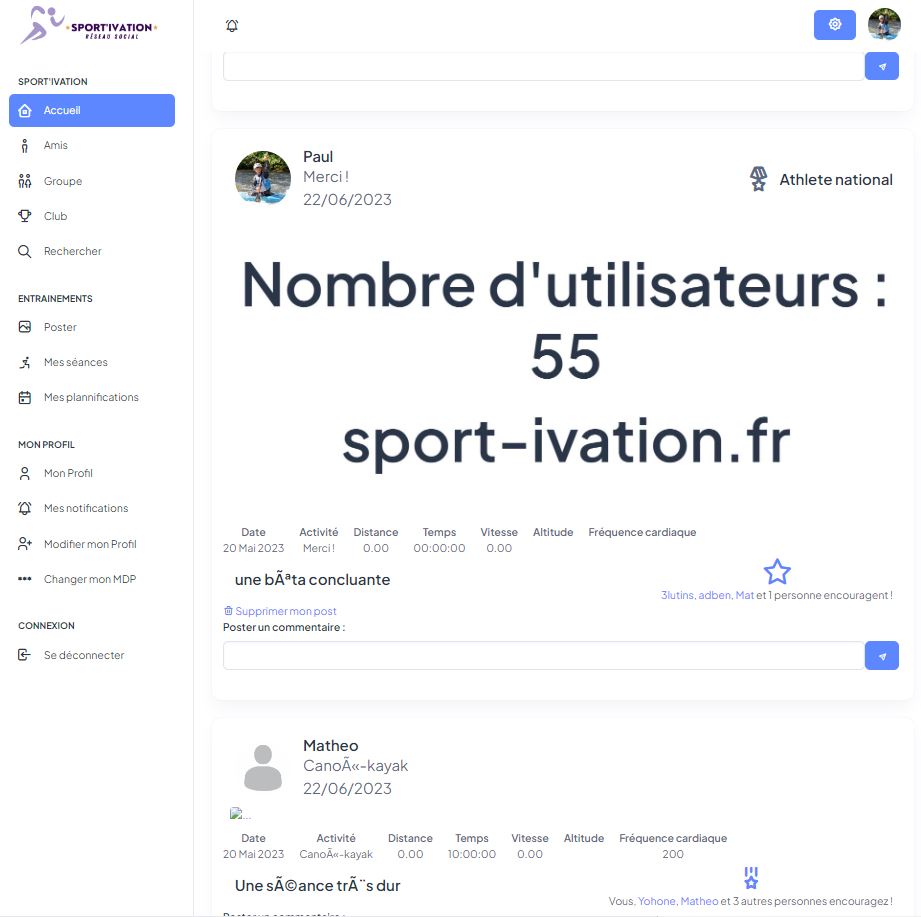 SPORT'IVATION
RÉSEAU SOCIAL
SPORT'IVATION
Accueil
Amis
Groupe
Club
Rechercher
ENTRAINEMENTS
Poster
Mes séances
Mes plannifications
MON PROFIL
Mon Profil
Mes notifications
Modifier mon Profil
Changer mon MDP
CONNEXION
Se déconnecter
Paul
Merci !
22/06/2023
Athlete national
Nombre d'utilisateurs :
55
sport-ivation.fr
Date Activité Distance Temps Vitesse Altitude Fréquence cardiaque
20 Mai 2023 Merci ! 0.00 00:00:00 0.00
une bÃªta concluante
3lutins, adben, Mat et 1 personne encouragent !
Supprimer mon post
Poster un commentaire :
Matheo
CanoÃ«-kayak
22/06/2023
...
Date Activité Distance Temps Vitesse Altitude Fréquence cardiaque
20 Mai 2023 CanoÃ«-kayak 0.00 10:00:00 0.00 200
Une sÃ©ance trÃ¨s dur
Vous, Yohone, Matheo et 3 autres personnes encouragez !
Poster un commentaire :